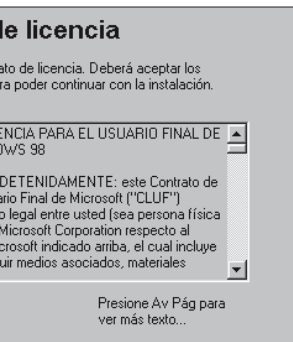 de licencia
ato de licencia. Deberá aceptar los
ra poder continuar con la instalación.
ENCIA PARA EL USUARIO FINAL DE
OWS 98
DETENIDAMENTE: este Contrato de
ario Final de Microsoft ("CLUF")
o legal entre usted (sea persona física
Microsoft Corporation respecto al
crosoft indicado arriba, el cual incluye
uir medios asociados, materiales
Presione Av Pág para
ver más texto...